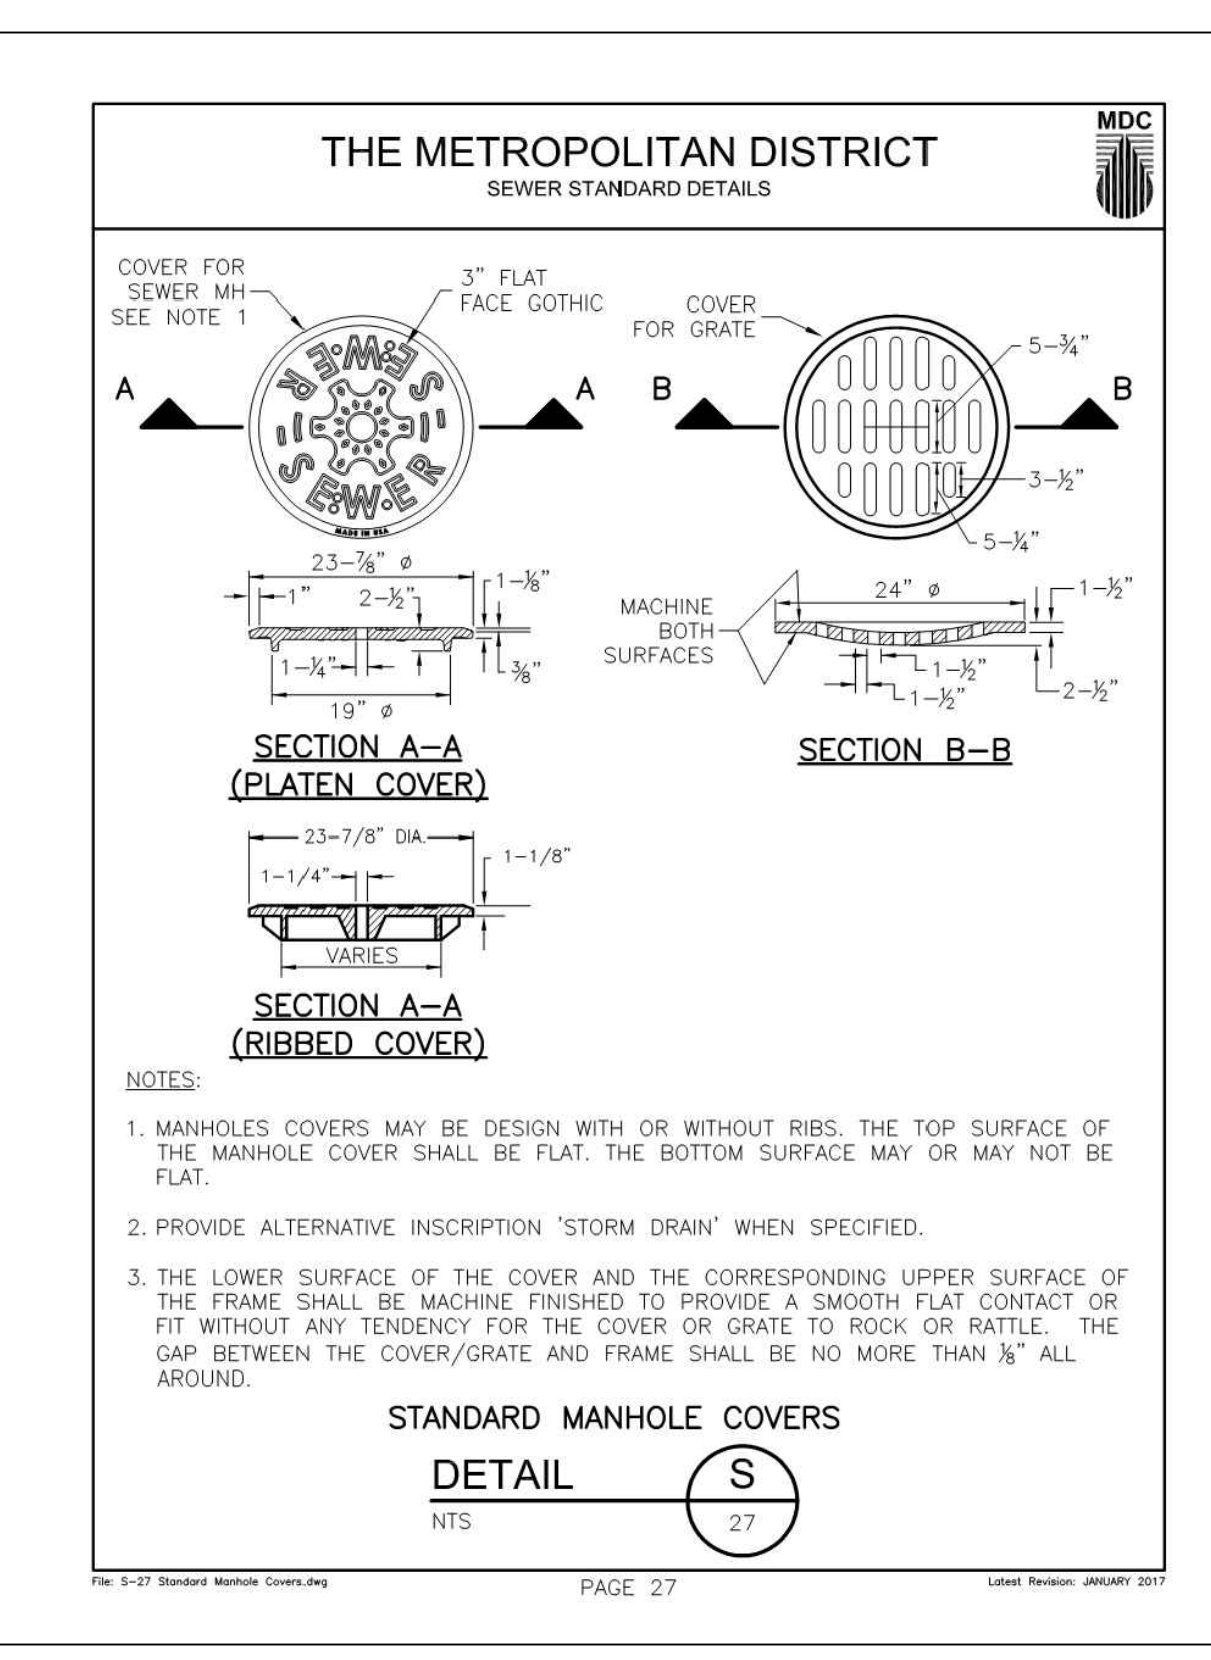 MDC
THE METROPOLITAN DISTRICT
SEWER STANDARD DETAILS
COVER FOR
SEWER MH
SEE NOTE 1
3" FLAT
FACE GOTHIC
A
A
SEWER
SEWER
MADE IN USA
COVER
FOR GRATE
5-¾"
B
B
3-½"
5-¼"
23-⅞" ø
1"
2-½"
1-⅛"
1-¼"
⅜"
19" ø
SECTION A-A
(PLATEN COVER)
MACHINE
BOTH
SURFACES
24" ø
1-½"
1-½"
1-½"
2-½"
SECTION B-B
23-7/8" DIA.
1-1/4"
1-1/8"
VARIES
SECTION A-A
(RIBBED COVER)
NOTES:
1. MANHOLES COVERS MAY BE DESIGN WITH OR WITHOUT RIBS. THE TOP SURFACE OF
THE MANHOLE COVER SHALL BE FLAT. THE BOTTOM SURFACE MAY OR MAY NOT BE
FLAT.
2. PROVIDE ALTERNATIVE INSCRIPTION 'STORM DRAIN' WHEN SPECIFIED.
3. THE LOWER SURFACE OF THE COVER AND THE CORRESPONDING UPPER SURFACE OF
THE FRAME SHALL BE MACHINE FINISHED TO PROVIDE A SMOOTH FLAT CONTACT OR
FIT WITHOUT ANY TENDENCY FOR THE COVER OR GRATE TO ROCK OR RATTLE. THE
GAP BETWEEN THE COVER/GRATE AND FRAME SHALL BE NO MORE THAN ⅛" ALL
AROUND.
STANDARD MANHOLE COVERS
DETAIL
S
NTS
27
File: S-27 Standard Manhole Covers.dwg
PAGE 27
Latest Revision: JANUARY 2017